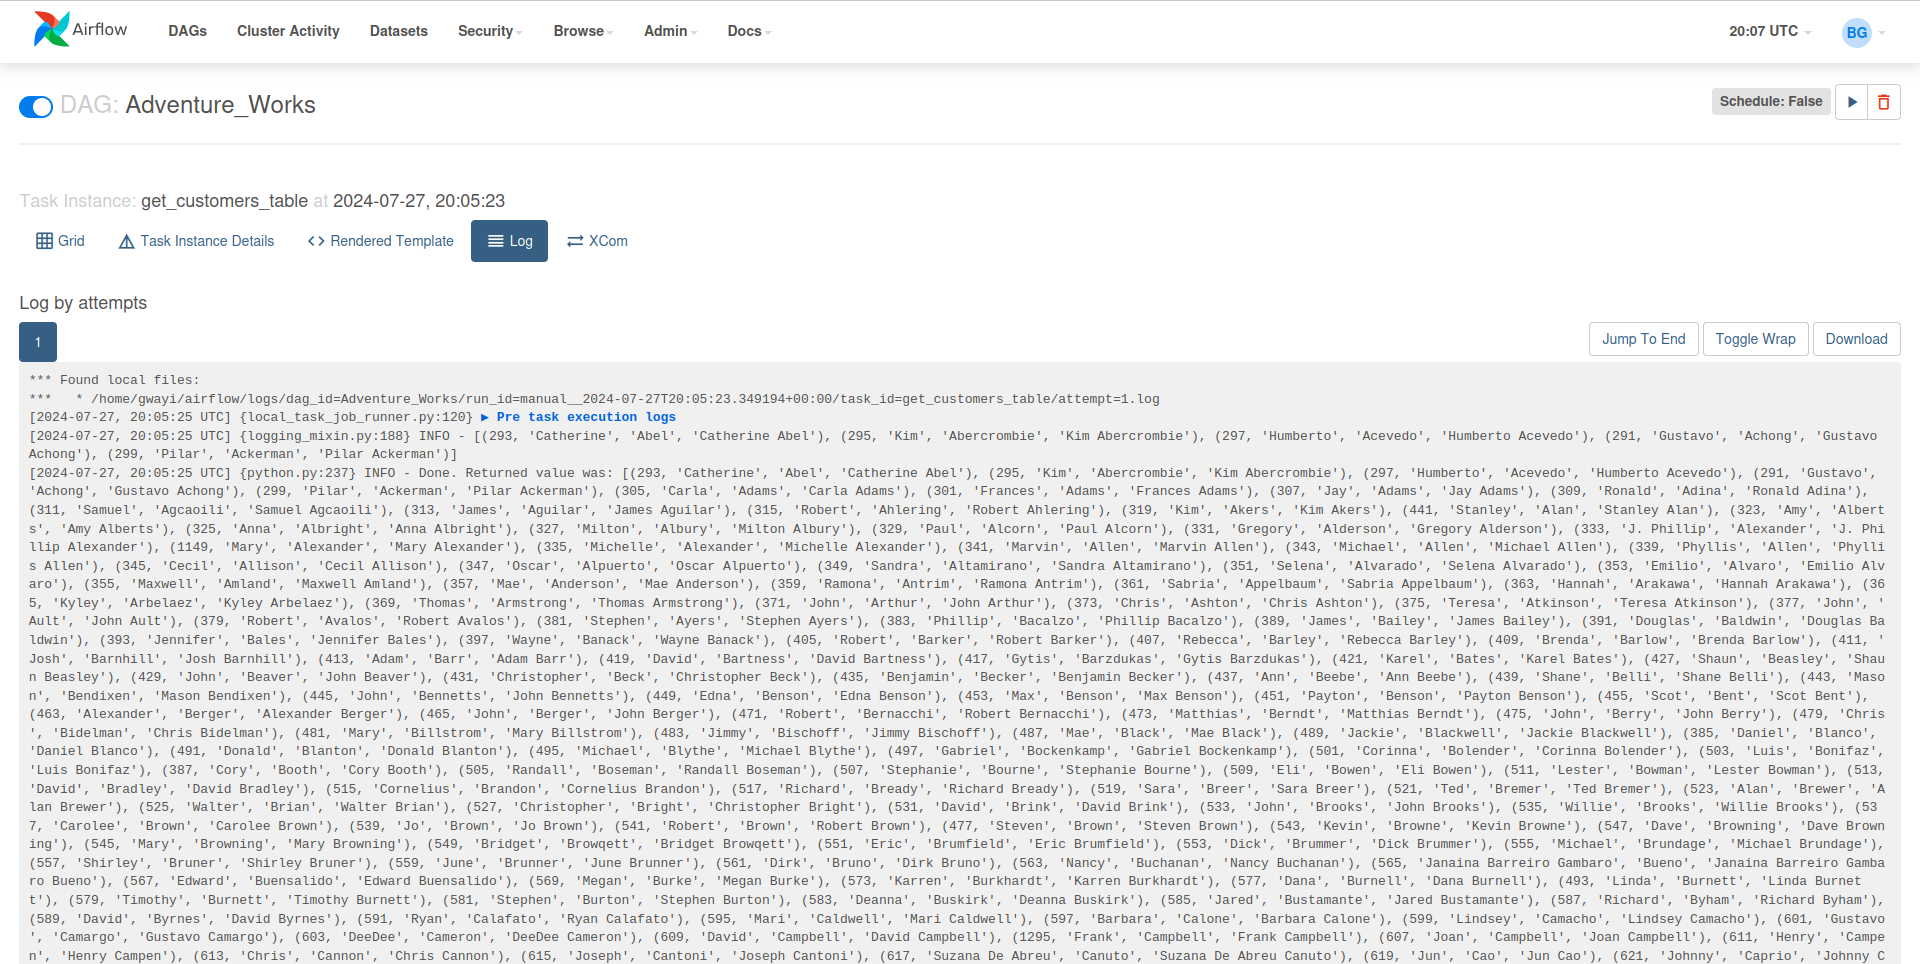 Airflow DAGs Cluster Activity Datasets Security Browse Admin Docs 20:07 UTC BG
DAG: Adventure_Works Schedule: False
Task Instance: get_customers_table at 2024-07-27, 20:05:23
Grid Task Instance Details Rendered Template Log XCom
Log by attempts
1 Jump To End Toggle Wrap Download
*** Found local files:
***   * /home/gwayi/airflow/logs/dag_id=Adventure_Works/run_id=manual__2024-07-27T20:05:23.349194+00:00/task_id=get_customers_table/attempt=1.log
[2024-07-27, 20:05:25 UTC] {local_task_job_runner.py:120} ▶ Pre task execution logs
[2024-07-27, 20:05:25 UTC] {logging_mixin.py:188} INFO - [(293, 'Catherine', 'Abel', 'Catherine Abel'), (295, 'Kim', 'Abercrombie', 'Kim Abercrombie'), (297, 'Humberto', 'Acevedo', 'Humberto Acevedo'), (291, 'Gustavo', 'Achong', 'Gustavo
Achong'), (299, 'Pilar', 'Ackerman', 'Pilar Ackerman')]
[2024-07-27, 20:05:25 UTC] {python.py:237} INFO - Done. Returned value was: [(293, 'Catherine', 'Abel', 'Catherine Abel'), (295, 'Kim', 'Abercrombie', 'Kim Abercrombie'), (297, 'Humberto', 'Acevedo', 'Humberto Acevedo'), (291, 'Gustavo',
'Achong', 'Gustavo Achong'), (299, 'Pilar', 'Ackerman', 'Pilar Ackerman'), (305, 'Carla', 'Adams', 'Carla Adams'), (301, 'Frances', 'Adams', 'Frances Adams'), (307, 'Jay', 'Adams', 'Jay Adams'), (309, 'Ronald', 'Adina', 'Ronald Adina'),
(311, 'Samuel', 'Agcaoili', 'Samuel Agcaoili'), (313, 'James', 'Aguilar', 'James Aguilar'), (315, 'Robert', 'Ahlering', 'Robert Ahlering'), (319, 'Kim', 'Akers', 'Kim Akers'), (441, 'Stanley', 'Alan', 'Stanley Alan'), (323, 'Amy', 'Albert
s', 'Amy Alberts'), (325, 'Anna', 'Albright', 'Anna Albright'), (327, 'Milton', 'Albury', 'Milton Albury'), (329, 'Paul', 'Alcorn', 'Paul Alcorn'), (331, 'Gregory', 'Alderson', 'Gregory Alderson'), (333, 'J. Phillip', 'Alexander', 'J. Phi
llip Alexander'), (1149, 'Mary', 'Alexander', 'Mary Alexander'), (335, 'Michelle', 'Alexander', 'Michelle Alexander'), (341, 'Marvin', 'Allen', 'Marvin Allen'), (343, 'Michael', 'Allen', 'Michael Allen'), (339, 'Phyllis', 'Allen', 'Phylli
s Allen'), (345, 'Cecil', 'Allison', 'Cecil Allison'), (347, 'Oscar', 'Alpuerto', 'Oscar Alpuerto'), (349, 'Sandra', 'Altamirano', 'Sandra Altamirano'), (351, 'Selena', 'Alvarado', 'Selena Alvarado'), (353, 'Emilio', 'Alvaro', 'Emilio Alv
aro'), (355, 'Maxwell', 'Amland', 'Maxwell Amland'), (357, 'Mae', 'Anderson', 'Mae Anderson'), (359, 'Ramona', 'Antrim', 'Ramona Antrim'), (361, 'Sabria', 'Appelbaum', 'Sabria Appelbaum'), (363, 'Hannah', 'Arakawa', 'Hannah Arakawa'), (36
5, 'Kyley', 'Arbelaez', 'Kyley Arbelaez'), (369, 'Thomas', 'Armstrong', 'Thomas Armstrong'), (371, 'John', 'Arthur', 'John Arthur'), (373, 'Chris', 'Ashton', 'Chris Ashton'), (375, 'Teresa', 'Atkinson', 'Teresa Atkinson'), (377, 'John', '
Ault', 'John Ault'), (379, 'Robert', 'Avalos', 'Robert Avalos'), (381, 'Stephen', 'Ayers', 'Stephen Ayers'), (383, 'Phillip', 'Bacalzo', 'Phillip Bacalzo'), (389, 'James', 'Bailey', 'James Bailey'), (391, 'Douglas', 'Baldwin', 'Douglas Ba
ldwin'), (393, 'Jennifer', 'Bales', 'Jennifer Bales'), (397, 'Wayne', 'Banack', 'Wayne Banack'), (405, 'Robert', 'Barker', 'Robert Barker'), (407, 'Rebecca', 'Barley', 'Rebecca Barley'), (409, 'Brenda', 'Barlow', 'Brenda Barlow'), (411, '
Josh', 'Barnhill', 'Josh Barnhill'), (413, 'Adam', 'Barr', 'Adam Barr'), (419, 'David', 'Bartness', 'David Bartness'), (417, 'Gytis', 'Barzdukas', 'Gytis Barzdukas'), (421, 'Karel', 'Bates', 'Karel Bates'), (427, 'Shaun', 'Beasley', 'Shau
n Beasley'), (429, 'John', 'Beaver', 'John Beaver'), (431, 'Christopher', 'Beck', 'Christopher Beck'), (435, 'Benjamin', 'Becker', 'Benjamin Becker'), (437, 'Ann', 'Beebe', 'Ann Beebe'), (439, 'Shane', 'Belli', 'Shane Belli'), (443, 'Maso
n', 'Bendixen', 'Mason Bendixen'), (445, 'John', 'Bennetts', 'John Bennetts'), (449, 'Edna', 'Benson', 'Edna Benson'), (453, 'Max', 'Benson', 'Max Benson'), (451, 'Payton', 'Benson', 'Payton Benson'), (455, 'Scot', 'Bent', 'Scot Bent'),
(463, 'Alexander', 'Berger', 'Alexander Berger'), (465, 'John', 'Berger', 'John Berger'), (471, 'Robert', 'Bernacchi', 'Robert Bernacchi'), (473, 'Matthias', 'Berndt', 'Matthias Berndt'), (475, 'John', 'Berry', 'John Berry'), (479, 'Chris
', 'Bidelman', 'Chris Bidelman'), (481, 'Mary', 'Billstrom', 'Mary Billstrom'), (483, 'Jimmy', 'Bischoff', 'Jimmy Bischoff'), (487, 'Mae', 'Black', 'Mae Black'), (489, 'Jackie', 'Blackwell', 'Jackie Blackwell'), (385, 'Daniel', 'Blanco',
'Daniel Blanco'), (491, 'Donald', 'Blanton', 'Donald Blanton'), (495, 'Michael', 'Blythe', 'Michael Blythe'), (497, 'Gabriel', 'Bockenkamp', 'Gabriel Bockenkamp'), (501, 'Corinna', 'Bolender', 'Corinna Bolender'), (503, 'Luis', 'Bonifaz',
'Luis Bonifaz'), (387, 'Cory', 'Booth', 'Cory Booth'), (505, 'Randall', 'Boseman', 'Randall Boseman'), (507, 'Stephanie', 'Bourne', 'Stephanie Bourne'), (509, 'Eli', 'Bowen', 'Eli Bowen'), (511, 'Lester', 'Bowman', 'Lester Bowman'), (513,
'David', 'Bradley', 'David Bradley'), (515, 'Cornelius', 'Brandon', 'Cornelius Brandon'), (517, 'Richard', 'Bready', 'Richard Bready'), (519, 'Sara', 'Breer', 'Sara Breer'), (521, 'Ted', 'Bremer', 'Ted Bremer'), (523, 'Alan', 'Brewer', 'A
lan Brewer'), (525, 'Walter', 'Brian', 'Walter Brian'), (527, 'Christopher', 'Bright', 'Christopher Bright'), (531, 'David', 'Brink', 'David Brink'), (533, 'John', 'Brooks', 'John Brooks'), (535, 'Willie', 'Brooks', 'Willie Brooks'), (53
7, 'Carolee', 'Brown', 'Carolee Brown'), (539, 'Jo', 'Brown', 'Jo Brown'), (541, 'Robert', 'Brown', 'Robert Brown'), (477, 'Steven', 'Brown', 'Steven Brown'), (543, 'Kevin', 'Browne', 'Kevin Browne'), (547, 'Dave', 'Browning', 'Dave Brown
ing'), (545, 'Mary', 'Browning', 'Mary Browning'), (549, 'Bridget', 'Browqett', 'Bridget Browqett'), (551, 'Eric', 'Brumfield', 'Eric Brumfield'), (553, 'Dick', 'Brummer', 'Dick Brummer'), (555, 'Michael', 'Brundage', 'Michael Brundage'),
(557, 'Shirley', 'Bruner', 'Shirley Bruner'), (559, 'June', 'Brunner', 'June Brunner'), (561, 'Dirk', 'Bruno', 'Dirk Bruno'), (563, 'Nancy', 'Buchanan', 'Nancy Buchanan'), (565, 'Janaina Barreiro Gambaro', 'Bueno', 'Janaina Barreiro Gamba
ro Bueno'), (567, 'Edward', 'Buensalido', 'Edward Buensalido'), (569, 'Megan', 'Burke', 'Megan Burke'), (573, 'Karren', 'Burkhardt', 'Karren Burkhardt'), (577, 'Dana', 'Burnell', 'Dana Burnell'), (493, 'Linda', 'Burnett', 'Linda Burnet
t'), (579, 'Timothy', 'Burnett', 'Timothy Burnett'), (581, 'Stephen', 'Burton', 'Stephen Burton'), (583, 'Deanna', 'Buskirk', 'Deanna Buskirk'), (585, 'Jared', 'Bustamante', 'Jared Bustamante'), (587, 'Richard', 'Byham', 'Richard Byham'),
(589, 'David', 'Byrnes', 'David Byrnes'), (591, 'Ryan', 'Calafato', 'Ryan Calafato'), (595, 'Mari', 'Caldwell', 'Mari Caldwell'), (597, 'Barbara', 'Calone', 'Barbara Calone'), (599, 'Lindsey', 'Camacho', 'Lindsey Camacho'), (601, 'Gustavo
', 'Camargo', 'Gustavo Camargo'), (603, 'DeeDee', 'Cameron', 'DeeDee Cameron'), (609, 'David', 'Campbell', 'David Campbell'), (1295, 'Frank', 'Campbell', 'Frank Campbell'), (607, 'Joan', 'Campbell', 'Joan Campbell'), (611, 'Henry', 'Campe
n', 'Henry Campen'), (613, 'Chris', 'Cannon', 'Chris Cannon'), (615, 'Joseph', 'Cantoni', 'Joseph Cantoni'), (617, 'Suzana De Abreu', 'Canuto', 'Suzana De Abreu Canuto'), (619, 'Jun', 'Cao', 'Jun Cao'), (621, 'Johnny', 'Caprio', 'Johnny C